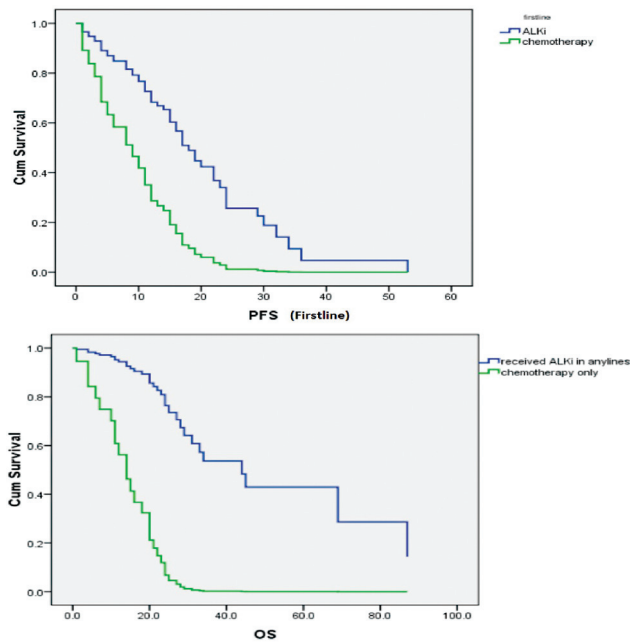 firstline
ALKi
chemotherapy
Cum Survival
1.0
0.8
0.6
0.4
0.2
0.0
0 10 20 30 40 50 60
PFS (Firstline)
received ALKi in anylines
chemotherapy only
Cum Survival
1.0
0.8
0.6
0.4
0.2
0.0
0.0 20.0 40.0 60.0 80.0 100.0
OS